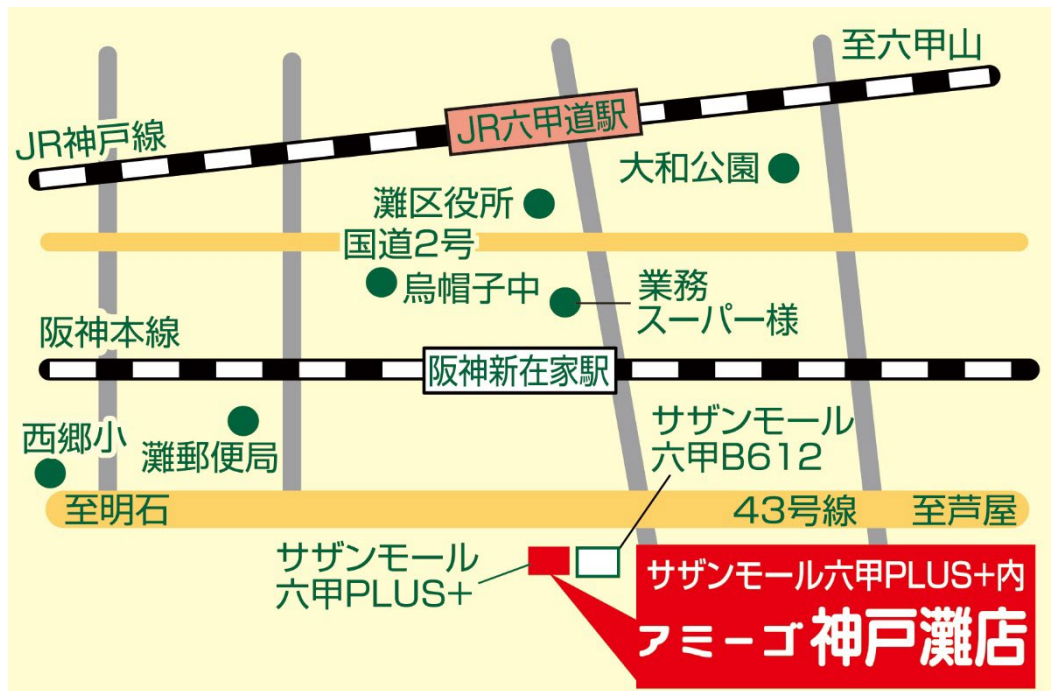 至六甲山
JR六甲道駅
JR神戸線
大和公園
灘区役所
国道2号
烏帽子中
業務
スーパー様
阪神本線
阪神新在家駅
サザンモール
六甲B612
西郷小
灘郵便局
至明石
43号線
至芦屋
サザンモール
六甲PLUS+
サザンモール六甲PLUS+内
アミーゴ神戸灘店